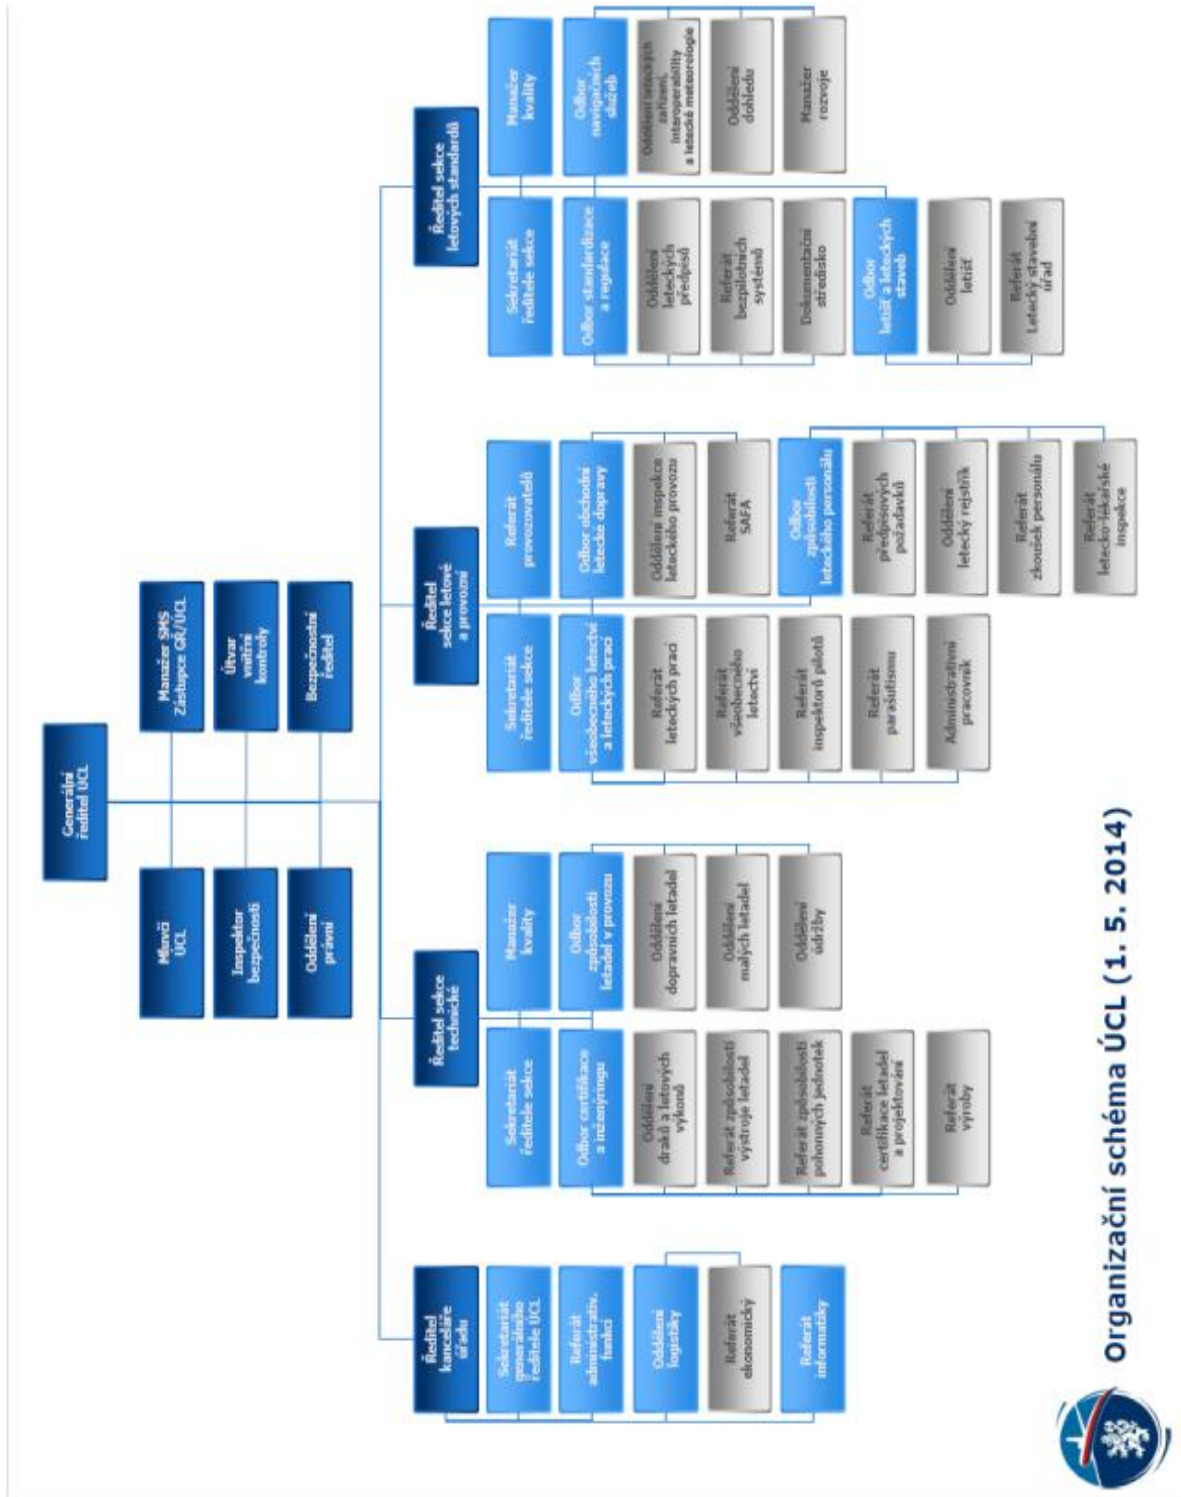 Generální
ředitel ÚCL
Mluvčí
ÚCL
Manažer SMS
Zástupce GŘ/ÚCL
Inspektor
bezpečnosti
Útvar
vnitřní
kontroly
Oddělení
právní
Bezpečnostní
ředitel
Ředitel
kanceláře
úřadu
Sekretariát
generálního
ředitele ÚCL
Referát
administrativ.
funkcí
Oddělení
logistiky
Referát
ekonomický
Referát
informatiky
Ředitel sekce
technické
Sekretariát
ředitele sekce
Manažer
kvality
Odbor certifikace
a inženýringu
Oddělení
draků a letových
výkonů
Referát způsobilosti
výstroje letadel
Referát způsobilosti
pohonných jednotek
Referát
certifikace letadel
a projektování
Referát
výroby
Odbor
způsobilosti
letadel v provozu
Oddělení
dopravních letadel
Oddělení
malých letadel
Oddělení
údržby
Ředitel
sekce letové
a provozní
Sekretariát
ředitele sekce
Referát
provozovatelů
Odbor
všeobecného letectví
a leteckých prací
Referát
leteckých prací
Referát
všeobecného
letectví
Referát
inspektorů pilotů
Referát
parašutismu
Administrativní
pracovník
Odbor obchodní
letecké dopravy
Oddělení inspekce
leteckého provozu
Referát
SAFA
Odbor
způsobilosti
leteckého personálu
Referát
předpisových
požadavků
Oddělení
letecký rejstřík
Referát
zkoušek personálu
Referát
letecko-lékařské
inspekce
Ředitel sekce
letových standardů
Sekretariát
ředitele sekce
Manažer
kvality
Odbor standardizace
a regulace
Oddělení
leteckých
předpisů
Referát
bezpilotních
systémů
Dokumentační
středisko
Odbor
navigačních
služeb
Oddělení leteckých
zařízení,
interoperability
a letecké meteorologie
Oddělení
dohledu
Manažer
rozvoje
Odbor
letišť a leteckých
staveb
Oddělení
letišť
Referát
Letecký stavební
úřad
Organizační schéma ÚCL (1. 5. 2014)